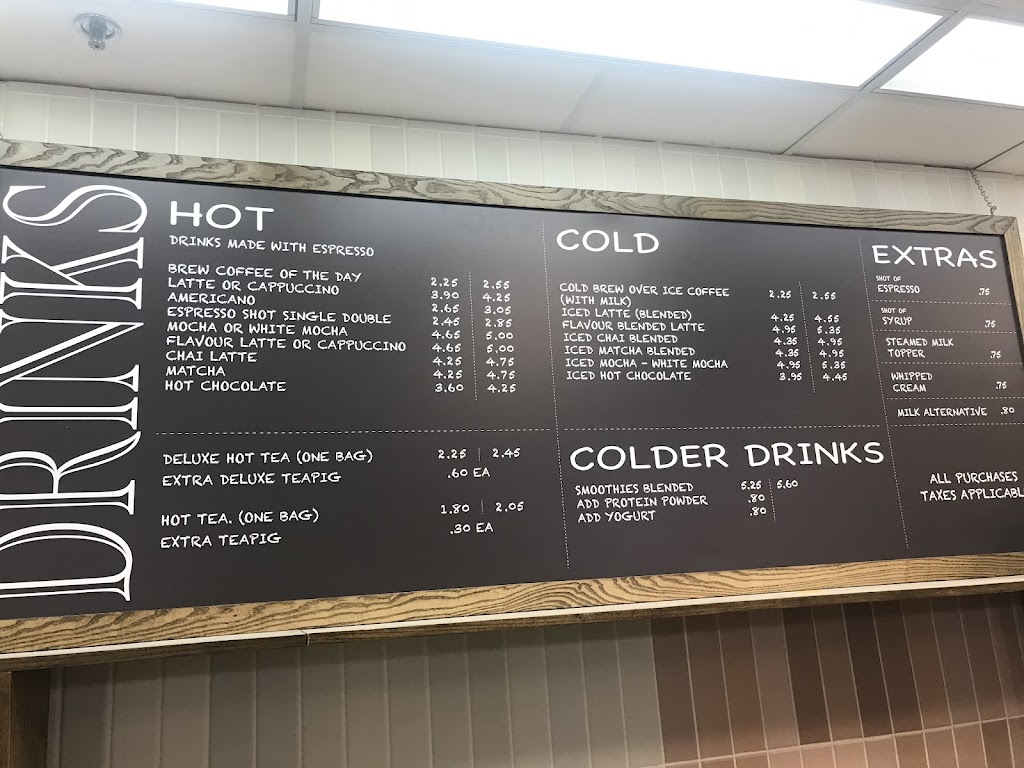 DRINKS
HOT
DRINKS MADE WITH ESPRESSO
BREW COFFEE OF THE DAY 2.25 2.55
LATTE OR CAPPUCCINO 3.90 4.25
AMERICANO 2.65 3.05
ESPRESSO SHOT SINGLE DOUBLE 2.45 2.85
MOCHA OR WHITE MOCHA 4.65 5.00
FLAVOUR LATTE OR CAPPUCCINO 4.65 5.00
CHAI LATTE 4.25 4.75
MATCHA 4.25 4.75
HOT CHOCOLATE 3.60 4.25
DELUXE HOT TEA (ONE BAG) 2.25 2.45
EXTRA DELUXE TEAPIG .60 EA
HOT TEA. (ONE BAG) 1.80 2.05
EXTRA TEAPIG .30 EA
COLD
COLD BREW OVER ICE COFFEE 2.25 2.55
(WITH MILK)
ICED LATTE (BLENDED) 4.25 4.55
FLAVOUR BLENDED LATTE 4.95 5.35
ICED CHAI BLENDED 4.35 4.95
ICED MATCHA BLENDED 4.35 4.95
ICED MOCHA - WHITE MOCHA 4.95 5.35
ICED HOT CHOCOLATE 3.95 4.45
COLDER DRINKS
SMOOTHIES BLENDED 5.25 5.60
ADD PROTEIN POWDER .80
ADD YOGURT .80
EXTRAS
SHOT OF
ESPRESSO .75
SHOT OF
SYRUP .75
STEAMED MILK
TOPPER .75
WHIPPED
CREAM .75
MILK ALTERNATIVE .80
ALL PURCHASES
TAXES APPLICABL